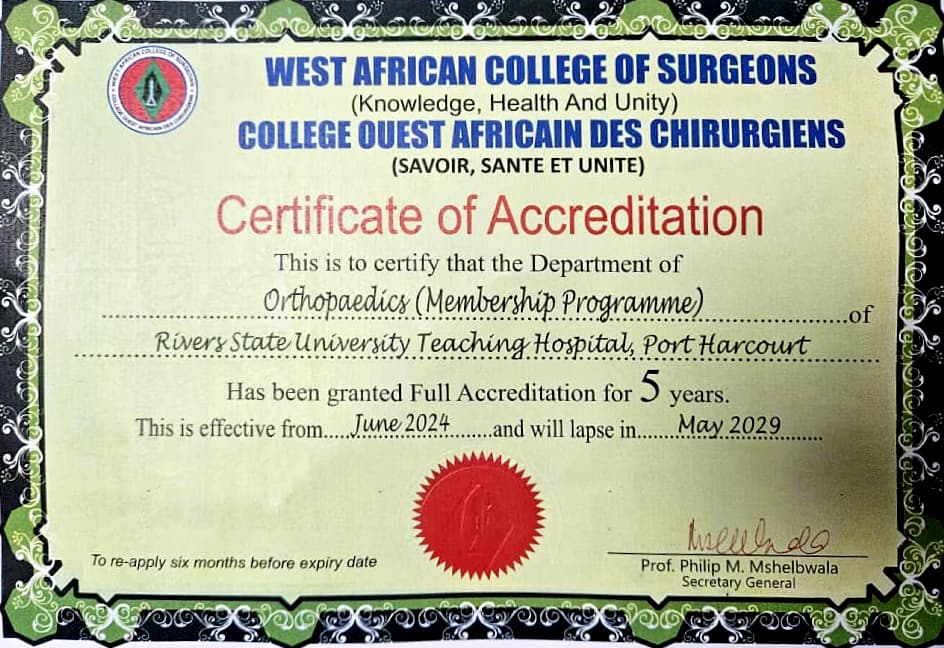 WEST AFRICAN COLLEGE OF SURGEONS
(Knowledge, Health And Unity)
COLLEGE OUEST AFRICAIN DES CHIRURGIENS
(SAVOIR, SANTE ET UNITE)
Certificate of Accreditation
This is to certify that the Department of
Orthopaedics (Membership Programme) of
Rivers State University Teaching Hospital, Port Harcourt
Has been granted Full Accreditation for 5 years.
This is effective from....June 2024.......and will lapse in.......May 2029
To re-apply six months before expiry date
Prof. Philip M. Mshelbwala
Secretary General